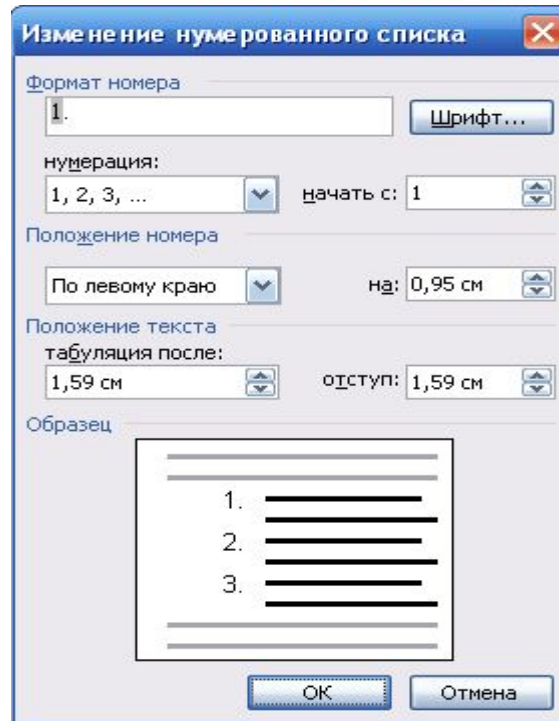 Изменение нумерованного списка
Формат номера
1.
Шрифт...
нумерация:
1, 2, 3, ...
начать с: 1
Положение номера
По левому краю
на: 0,95 см
Положение текста
табуляция после:
1,59 см
отступ: 1,59 см
Образец
1.
2.
3.
ОК
Отмена